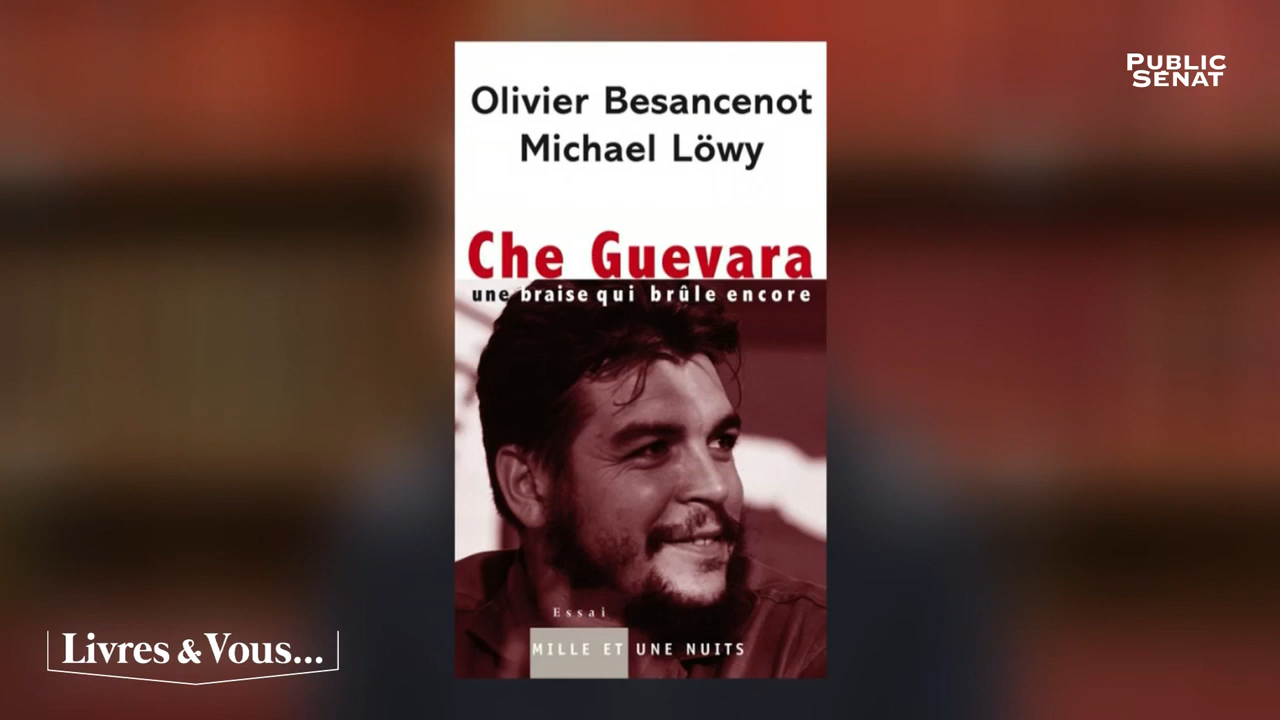 PUBLIC
SÉNAT
Olivier Besancenot
Michael Löwy
Che Guevara
une braise qui brûle encore
Essai
MILLE ET UNE NUITS
Livres & Vous...